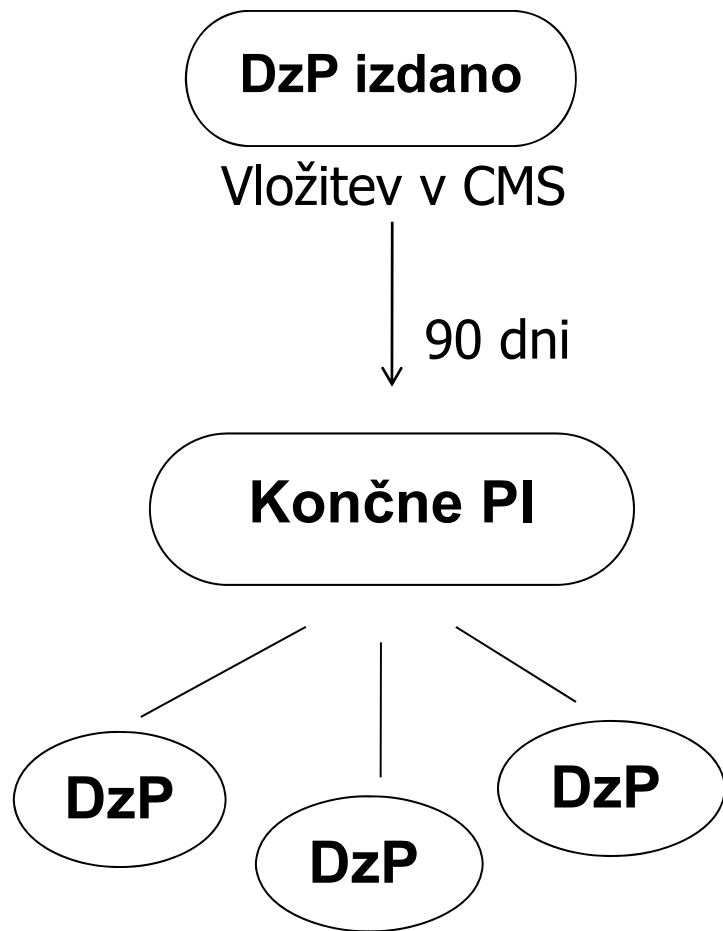 DzP izdano
Vložitev v CMS
90 dni
Končne PI
DzP
DzP
DzP